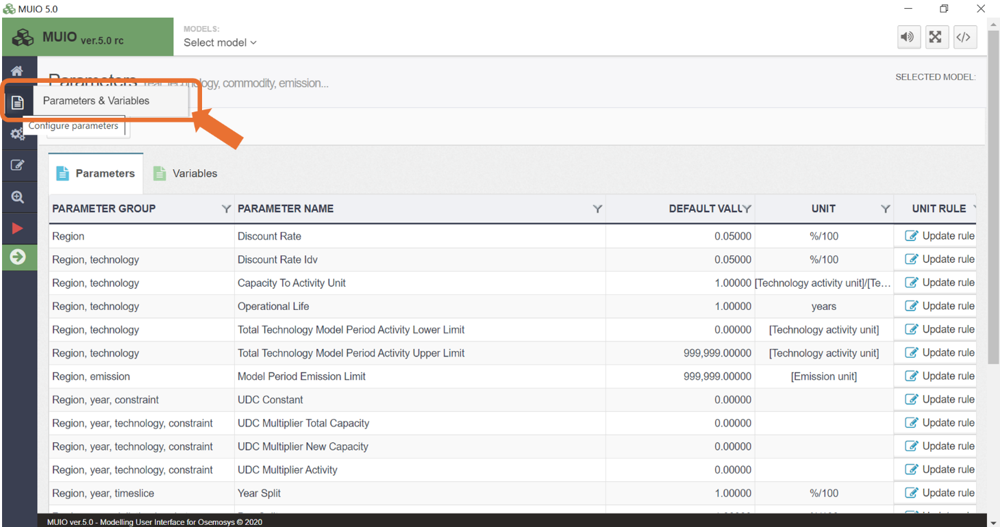 MUIO 5.0
MUIO ver.5.0 rc
MODELS:
Select model
Parameters Year, technology, commodity, emission...
SELECTED MODEL:
Parameters & Variables
Configure parameters
Parameters
Variables
PARAMETER GROUP PARAMETER NAME DEFAULT VALU UNIT UNIT RULE
Region Discount Rate 0.05000 %/100 Update rule
Region, technology Discount Rate Idv 0.05000 %/100 Update rule
Region, technology Capacity To Activity Unit 1.00000 [Technology activity unit]/[Te... Update rule
Region, technology Operational Life 1.00000 years Update rule
Region, technology Total Technology Model Period Activity Lower Limit 0.00000 [Technology activity unit] Update rule
Region, technology Total Technology Model Period Activity Upper Limit 999,999.00000 [Technology activity unit] Update rule
Region, emission Model Period Emission Limit 999,999.00000 [Emission unit] Update rule
Region, year, constraint UDC Constant 0.00000 Update rule
Region, year, technology, constraint UDC Multiplier Total Capacity 0.00000 Update rule
Region, year, technology, constraint UDC Multiplier New Capacity 0.00000 Update rule
Region, year, technology, constraint UDC Multiplier Activity 0.00000 Update rule
Region, year, timeslice Year Split 1.00000 %/100 Update rule
MUIO ver.5.0 - Modelling User Interface for Osemosys © 2020